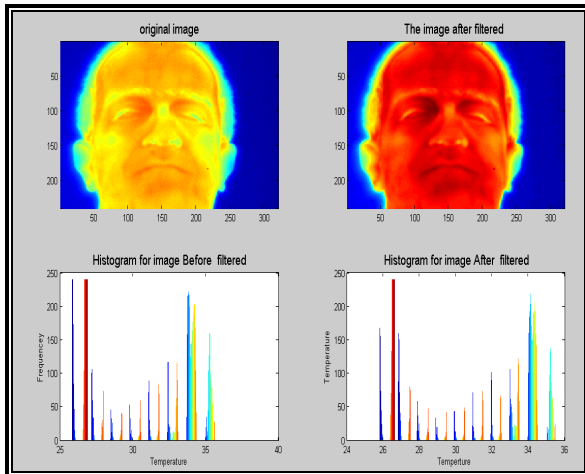 original image
The image after filtered
50
100
150
200
50 100 150 200 250 300
50
100
150
200
50 100 150 200 250 300
Histogram for image Before filtered
Histogram for image After filtered
Frequencey
250
200
150
100
50
0
25 30 35 40
Temperature
Temperature
250
200
150
100
50
0
24 26 28 30 32 34 36
Temperature